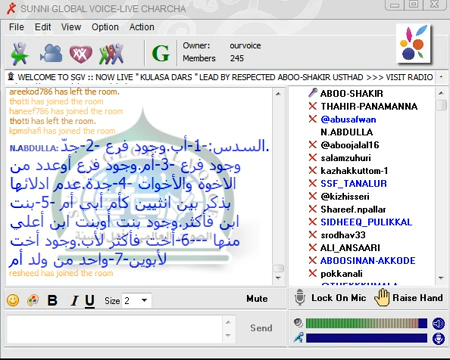 SUNNI GLOBAL VOICE-LIVE CHARCHA
File Edit View Option Action
G
Owner: ourvoice
Members 245
WELCOME TO SGV :: NOW LIVE " KULASA DARS " LEAD BY RESPECTED ABOO-SHAKIR USTHAD >>> VISIT RADIO
areekod786 has left the room.
thotti has joined the room
haneef786 has joined the room
thotti has left the room.
kpmshafi has joined the room
N.ABDULLA: السدس:-1-أب.وجود فرع -2-جدّ.
وجود فرع -3-أم.وجود فرع أوعدد من
الأخوة والأخوات -4-جدة.عدم ادلائها
بذكر بين انثيين كأم أبي أم -5-بنت
ابن فأكثر.وجود بنت أوبنت ابن اعلي
منها ---6-أخت فأكثر لأب.وجود أخت
لأبوين-7-واحد من ولد أم
resheed has joined the room
ABOO-SHAKIR
THAHIR-PANAMANNA
@abusalwan
N.ABDULLA
@aboojalal16
salamzuhuri
kazhakkuttom-1
SSF_TANALUR
@kizhisseri
Shareef.npallar
SIDHEEQ_PULIKKAL
srodhav33
ALI_ANSAARI
ABOOSINAN-AKKODE
pokkanali
B I U Size 2 Mute
Lock On Mic Raise Hand
Send